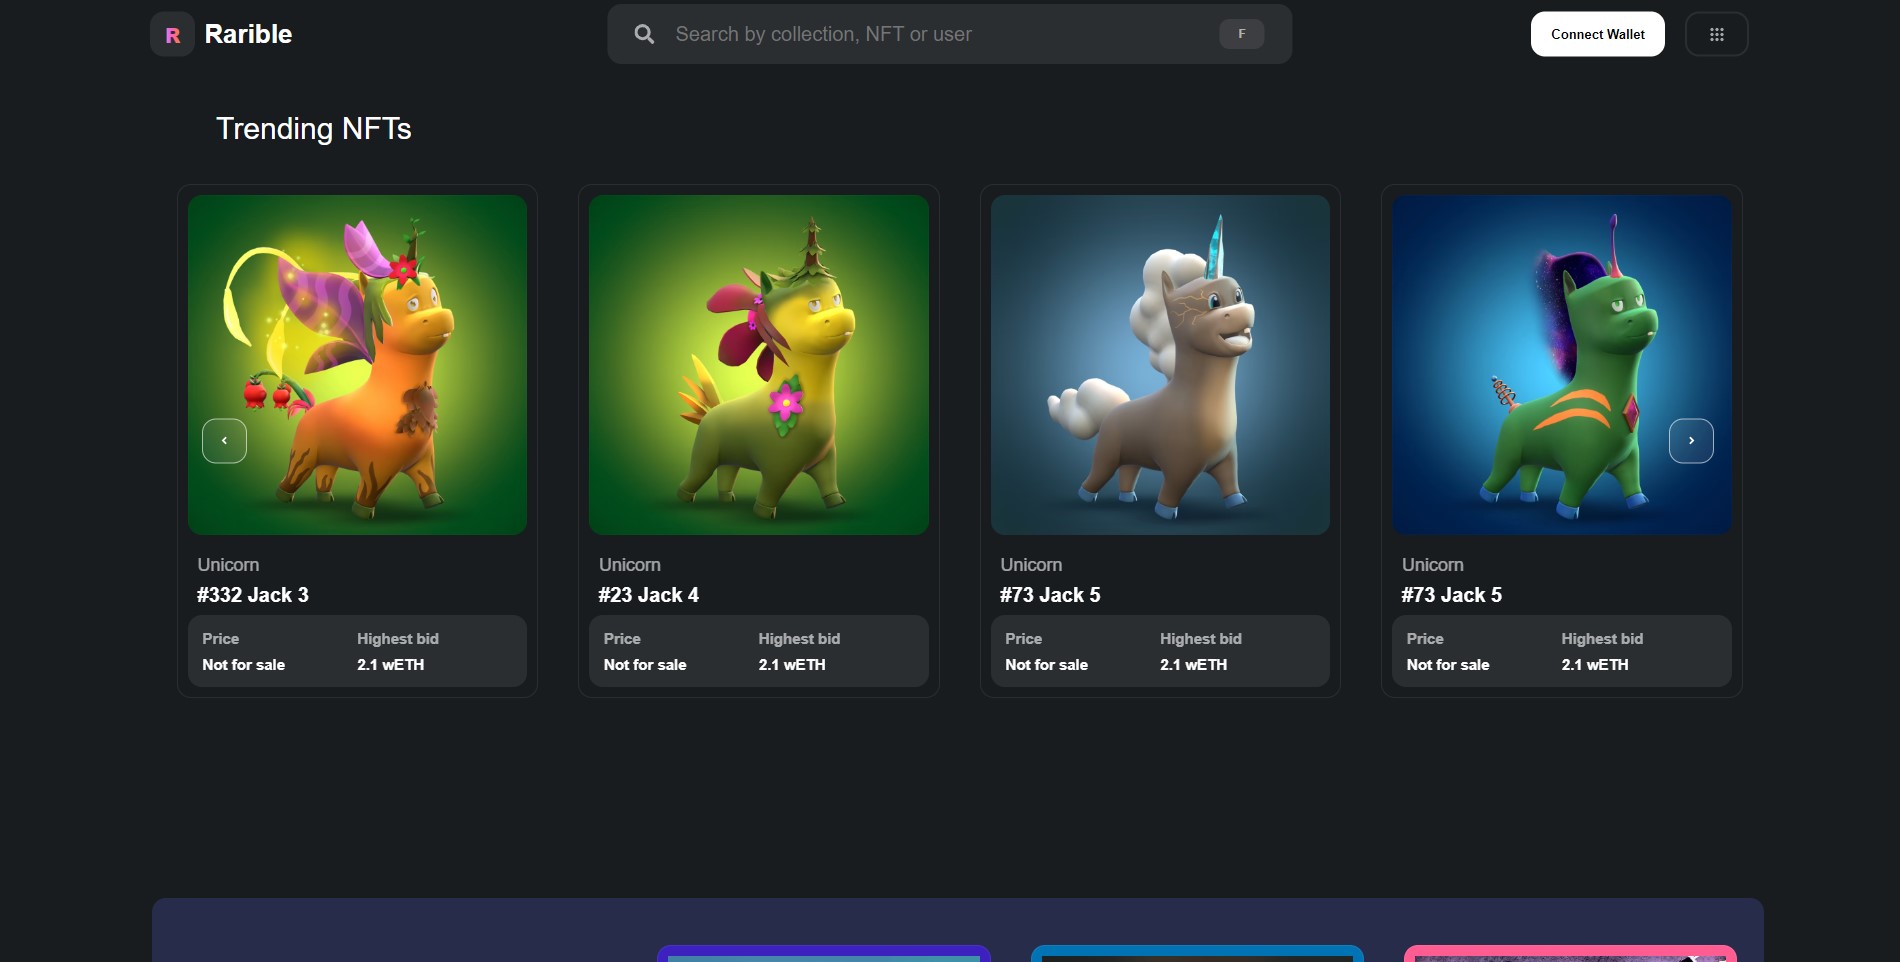 R Rarible
Search by collection, NFT or user
F
Connect Wallet
Trending NFTs
Unicorn
#332 Jack 3
Price Highest bid
Not for sale 2.1 wETH
Unicorn
#23 Jack 4
Price Highest bid
Not for sale 2.1 wETH
Unicorn
#73 Jack 5
Price Highest bid
Not for sale 2.1 wETH
Unicorn
#73 Jack 5
Price Highest bid
Not for sale 2.1 wETH